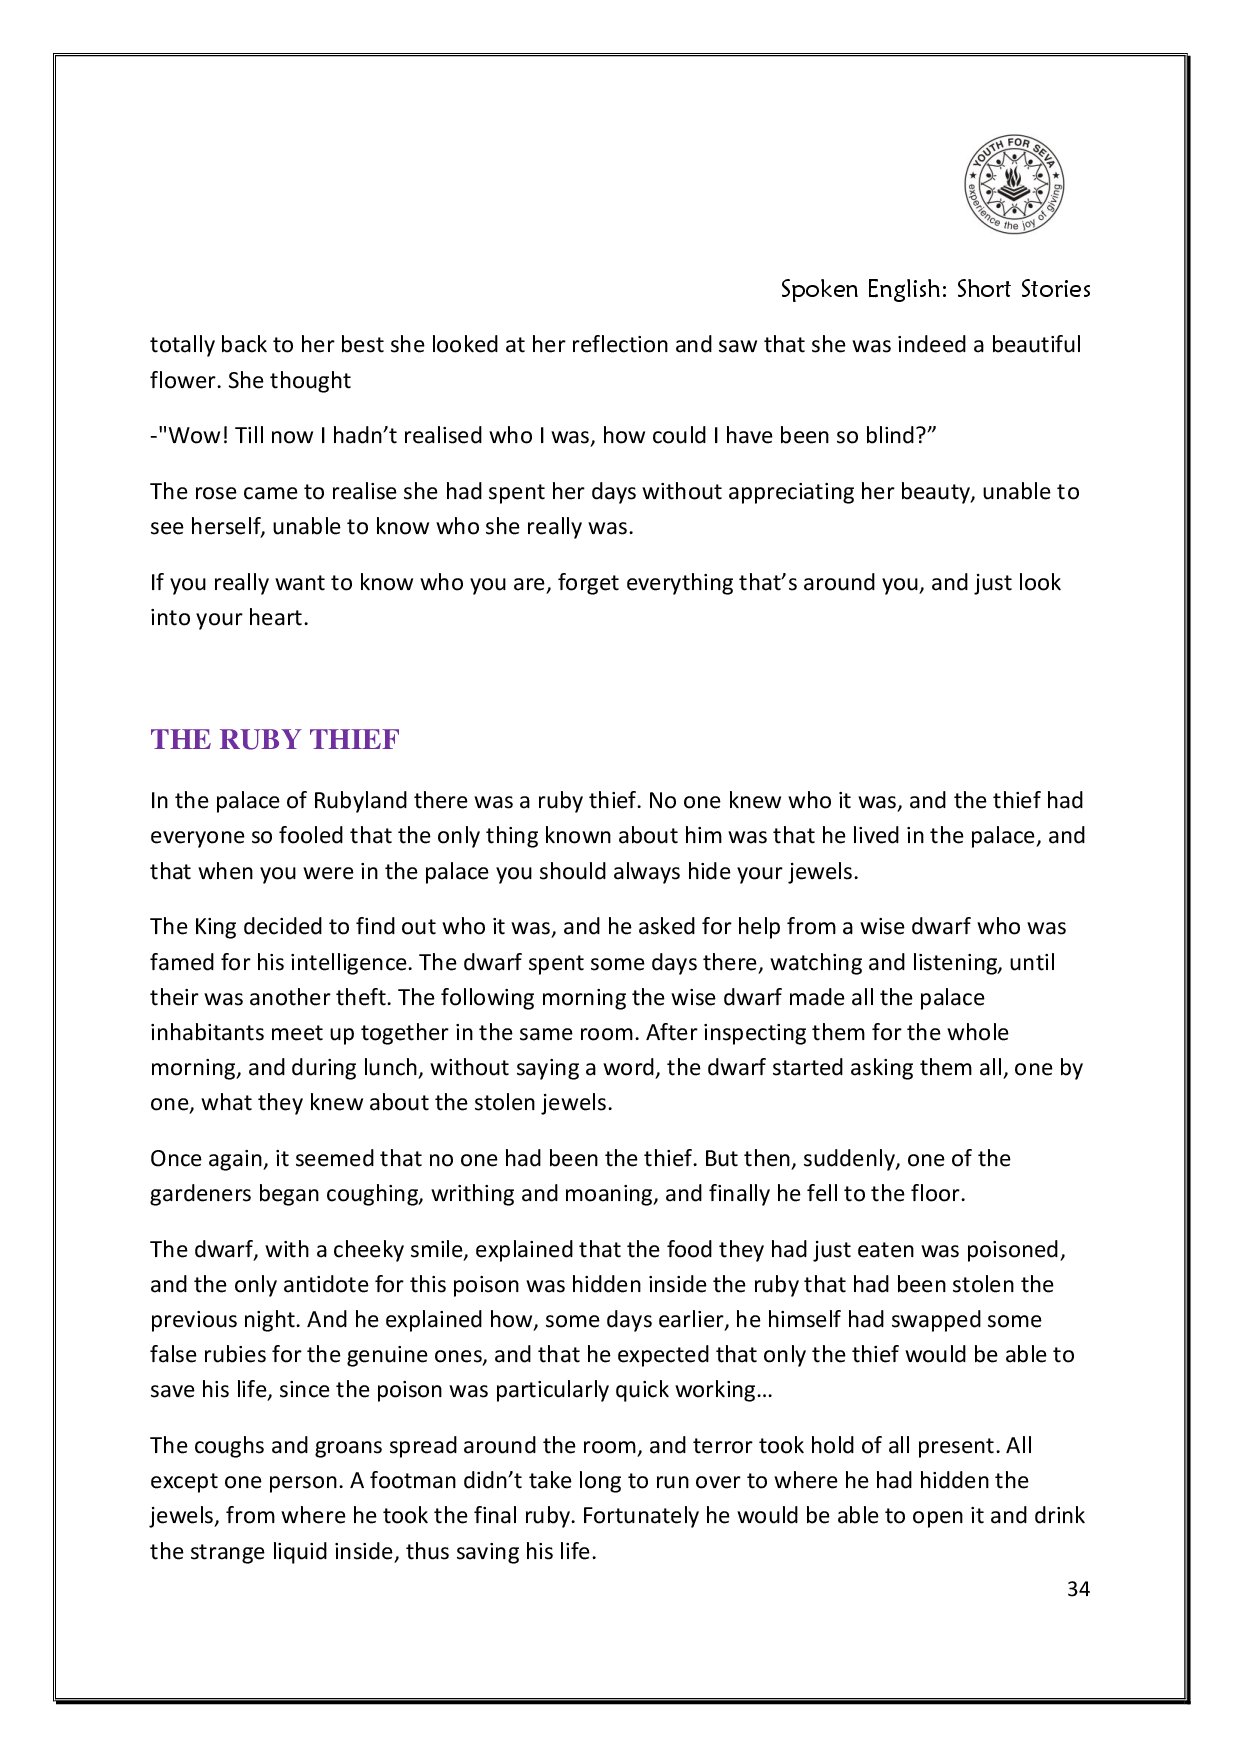 YOUTH FOR SEVA
experience the joy of giving
Spoken English: Short Stories
totally back to her best she looked at her reflection and saw that she was indeed a beautiful
flower. She thought
-"Wow! Till now I hadn’t realised who I was, how could I have been so blind?”
The rose came to realise she had spent her days without appreciating her beauty, unable to
see herself, unable to know who she really was.
If you really want to know who you are, forget everything that’s around you, and just look
into your heart.
THE RUBY THIEF
In the palace of Rubyland there was a ruby thief. No one knew who it was, and the thief had
everyone so fooled that the only thing known about him was that he lived in the palace, and
that when you were in the palace you should always hide your jewels.
The King decided to find out who it was, and he asked for help from a wise dwarf who was
famed for his intelligence. The dwarf spent some days there, watching and listening, until
their was another theft. The following morning the wise dwarf made all the palace
inhabitants meet up together in the same room. After inspecting them for the whole
morning, and during lunch, without saying a word, the dwarf started asking them all, one by
one, what they knew about the stolen jewels.
Once again, it seemed that no one had been the thief. But then, suddenly, one of the
gardeners began coughing, writhing and moaning, and finally he fell to the floor.
The dwarf, with a cheeky smile, explained that the food they had just eaten was poisoned,
and the only antidote for this poison was hidden inside the ruby that had been stolen the
previous night. And he explained how, some days earlier, he himself had swapped some
false rubies for the genuine ones, and that he expected that only the thief would be able to
save his life, since the poison was particularly quick working…
The coughs and groans spread around the room, and terror took hold of all present. All
except one person. A footman didn’t take long to run over to where he had hidden the
jewels, from where he took the final ruby. Fortunately he would be able to open it and drink
the strange liquid inside, thus saving his life.
34